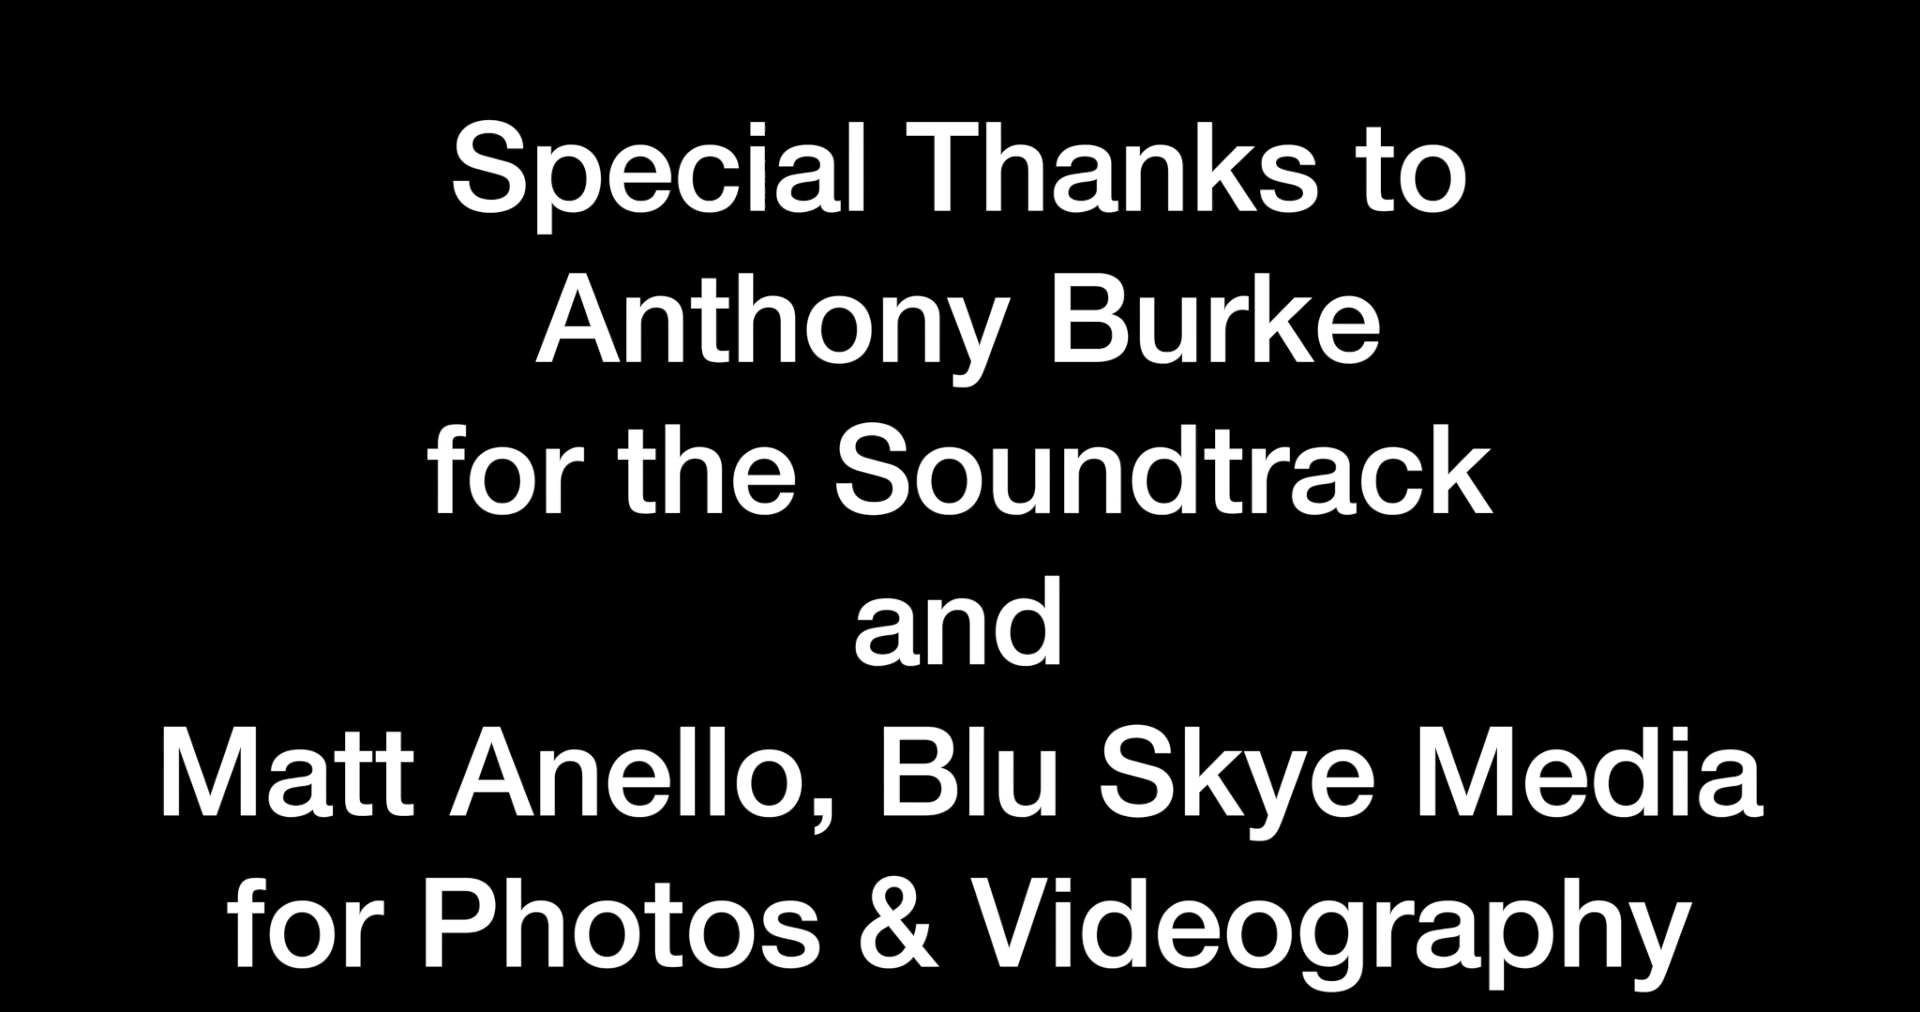 Special Thanks to
Anthony Burke
for the Soundtrack
and
Matt Anello, Blu Skye Media
for Photos & Videography